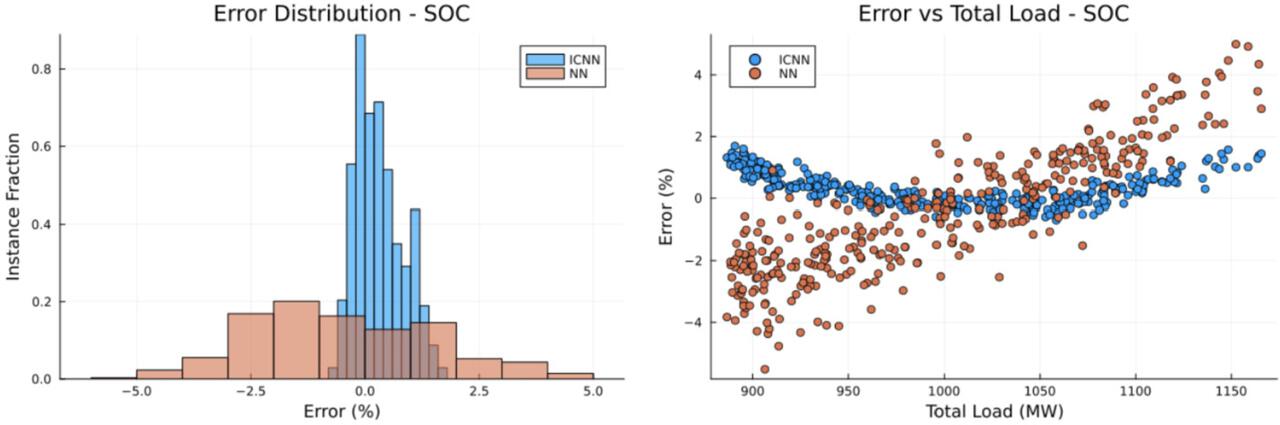 Error Distribution - SOC
Instance Fraction
0.8
0.6
0.4
0.2
0.0
−5.0
−2.5
0.0
2.5
5.0
Error (%)
ICNN
NN
Error vs Total Load - SOC
Error (%)
4
2
0
−2
−4
900
950
1000
1050
1100
1150
Total Load (MW)
ICNN
NN